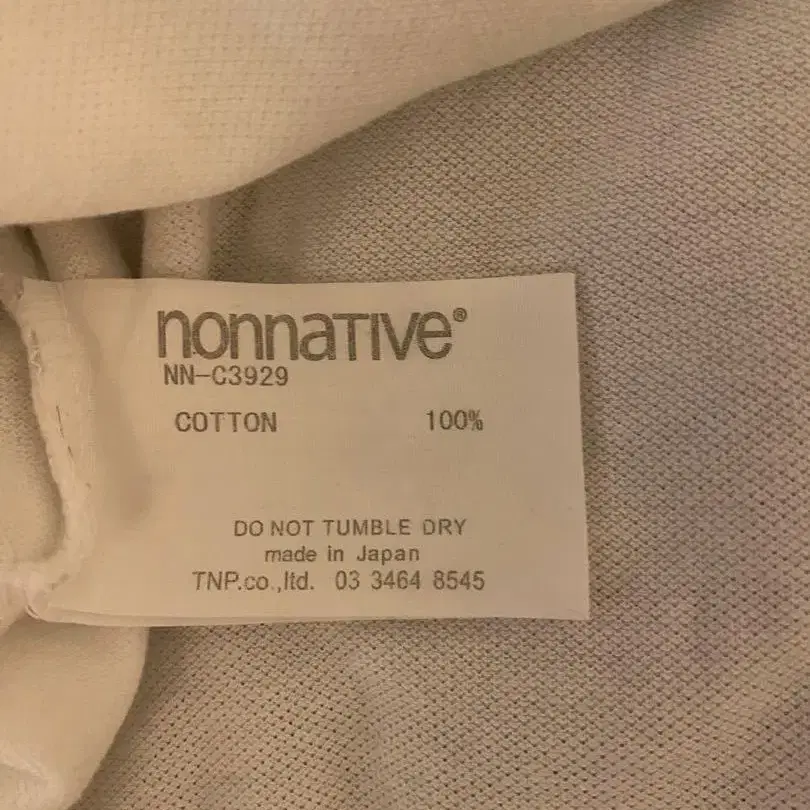 nonnative®
NN-C3929
COTTON 100%
DO NOT TUMBLE DRY
made in Japan
TNP.co.,ltd. 03 3464 8545